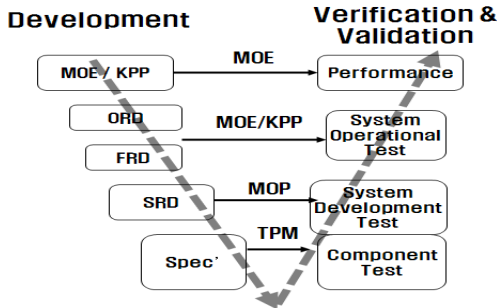 Development
Verification &
Validation
MOE / KPP
MOE
Performance
ORD
MOE/KPP
System
Operational
Test
FRD
SRD
MOP
System
Development
Test
Spec’
TPM
Component
Test